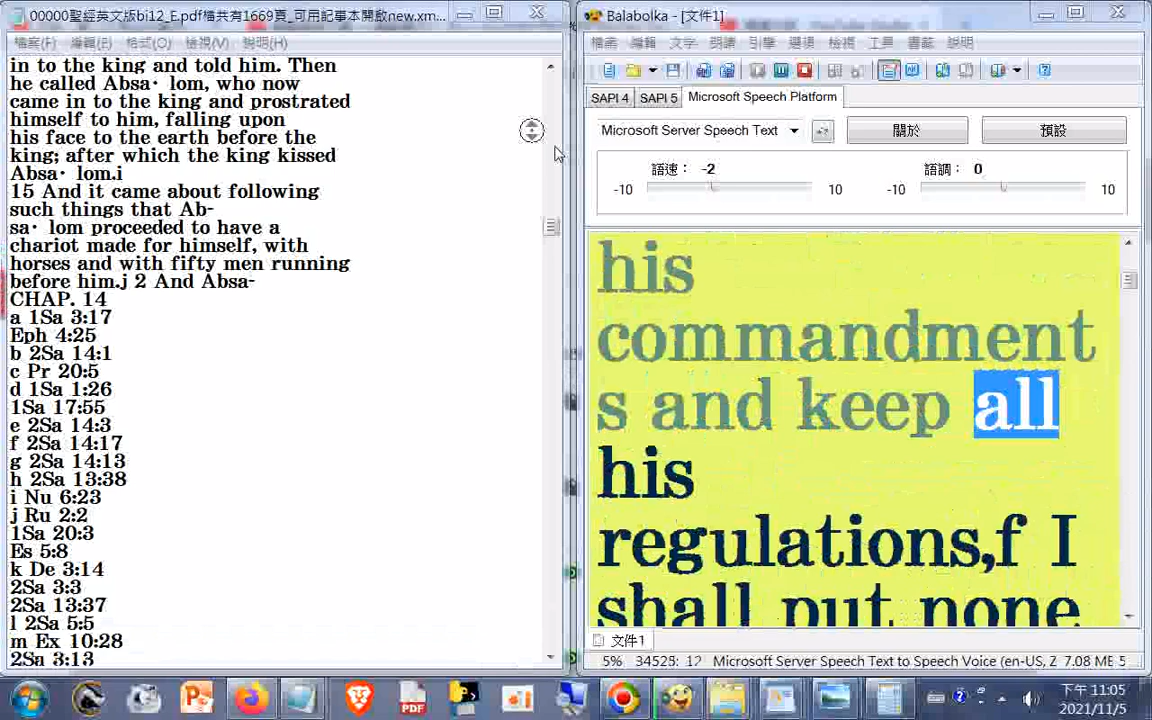 00000聖經英文版bi12_E.pdf檔共有1669頁_可用記事本開啟new.xm...
檔案(F) 編輯(E) 格式(O) 檢視(V) 說明(H)
in to the king and told him. Then
he called Absa· lom, who now
came in to the king and prostrated
himself to him, falling upon
his face to the earth before the
king; after which the king kissed
Absa· lom.i
15 And it came about following
such things that Ab-
sa· lom proceeded to have a
chariot made for himself, with
horses and with fifty men running
before him.j 2 And Absa-
CHAP. 14
a 1Sa 3:17
Eph 4:25
b 2Sa 14:1
c Pr 20:5
d 1Sa 1:26
1Sa 17:55
e 2Sa 14:3
f 2Sa 14:17
g 2Sa 14:13
h 2Sa 13:38
i Nu 6:23
j Ru 2:2
1Sa 20:3
Es 5:8
k De 3:14
2Sa 3:3
2Sa 13:37
l 2Sa 5:5
m Ex 10:28
2Sa 3:13
Balabolka - [文件1]
檔案 編輯 文字 朗讀 引擎 選項 檢視 工具 書籤 說明
SAPI 4 SAPI 5 Microsoft Speech Platform
Microsoft Server Speech Text 關於 預設
語速： -2 語調： 0
-10 10 -10 10
his
commandment
s and keep all
his
regulations,f I
shall put none
文件1
5% 34528: 12 Microsoft Server Speech Text to Speech Voice (en-US, Z 7.08 MB 5
PDF
下午 11:05
2021/11/5